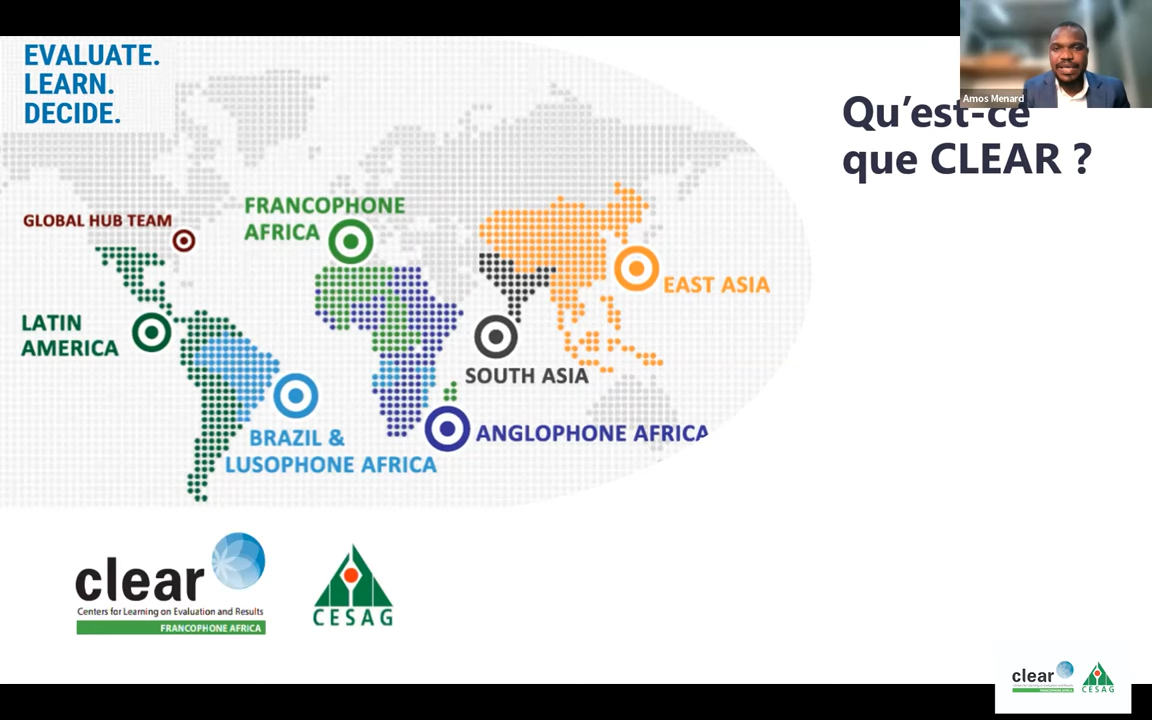 EVALUATE.
LEARN.
DECIDE.
Amos Menard
Qu’est-ce
que CLEAR ?
GLOBAL HUB TEAM
FRANCOPHONE
AFRICA
EAST ASIA
LATIN
AMERICA
SOUTH ASIA
BRAZIL &
LUSOPHONE AFRICA
ANGLOPHONE AFRICA
clear
Centers for Learning on Evaluation and Results
FRANCOPHONE AFRICA
CESAG
clear
CESAG